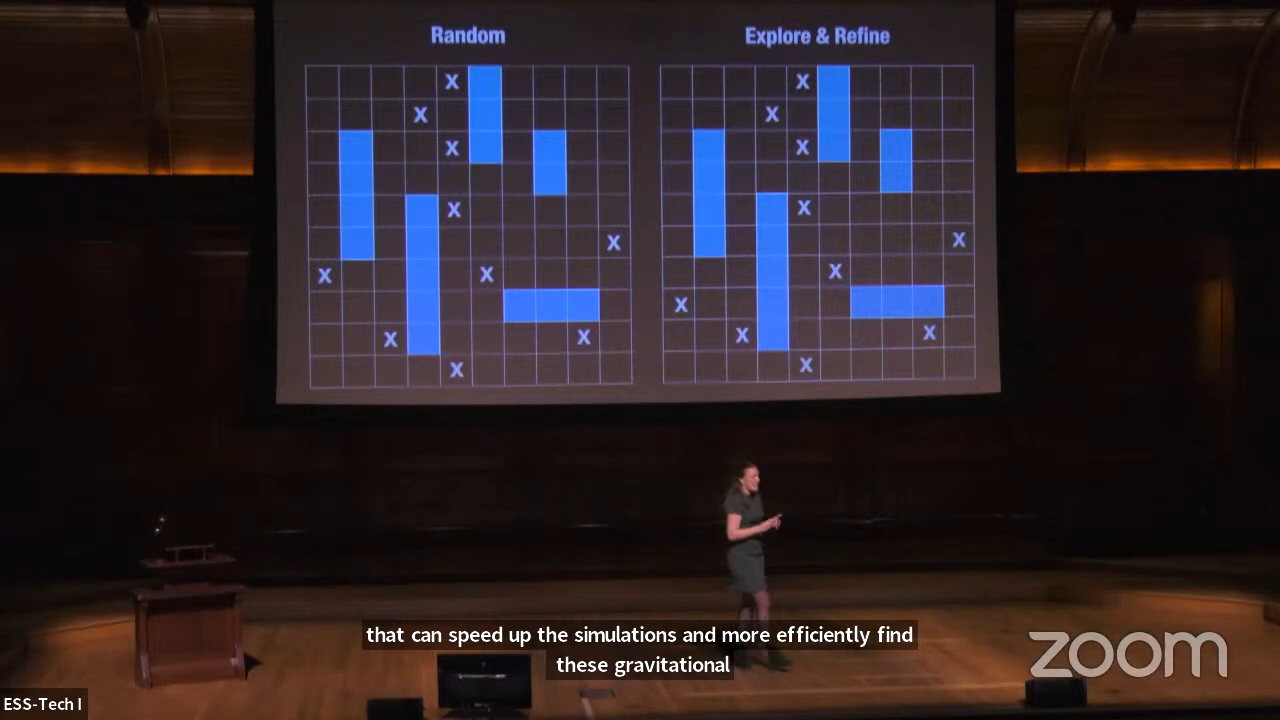 Random
Explore & Refine
X X
X X
X X
X X
X X
X X
X X
X X
X X
X X
that can speed up the simulations and more efficiently find
these gravitational
zoom
ESS-Tech I